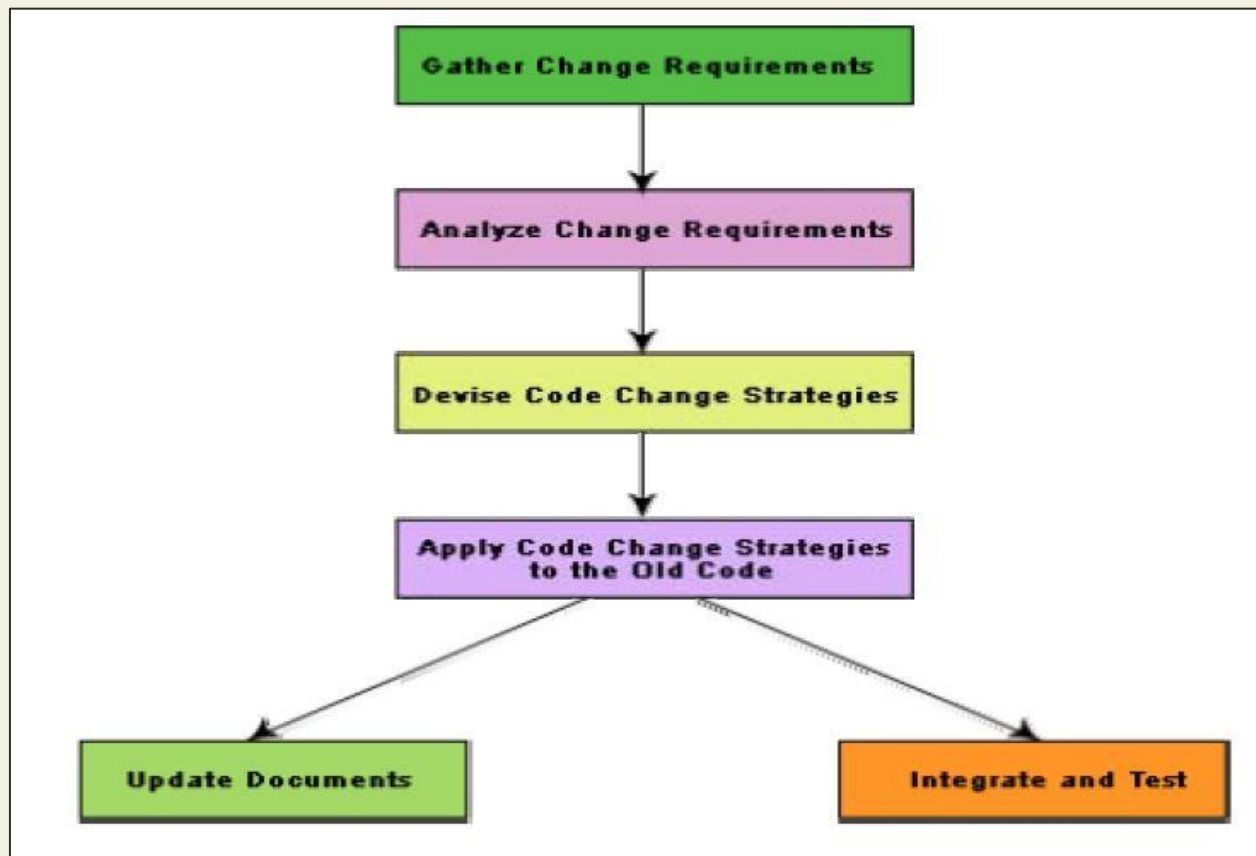 Gather Change Requirements
Analyze Change Requirements
Devise Code Change Strategies
Apply Code Change Strategies
to the Old Code
Update Documents
Integrate and Test